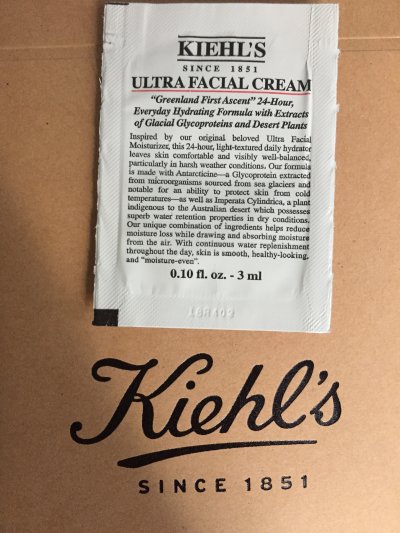 KIEHL'S
SINCE 1851
ULTRA FACIAL CREAM
"Greenland First Ascent" 24-Hour,
Everyday Hydrating Formula with Extracts
of Glacial Glycoproteins and Desert Plants
Inspired by our original beloved Ultra Facial
Moisturizer, this 24-hour, light-textured daily hydrator
leaves skin comfortable and visibly well-balanced,
particularly in harsh weather conditions. Our formula
is made with Antarcticine—a Glycoprotein extracted
from microorganisms sourced from sea glaciers and
notable for an ability to protect skin from cold
temperatures—as well as Imperata Cylindrica, a plant
indigenous to the Australian desert which possesses
superb water retention properties in dry conditions.
Our unique combination of ingredients helps reduce
moisture loss while drawing and absorbing moisture
from the air. With continuous water replenishment
throughout the day, skin is smooth, healthy-looking,
and "moisture-even".
0.10 fl. oz. - 3 ml
Kiehl's
SINCE 1851